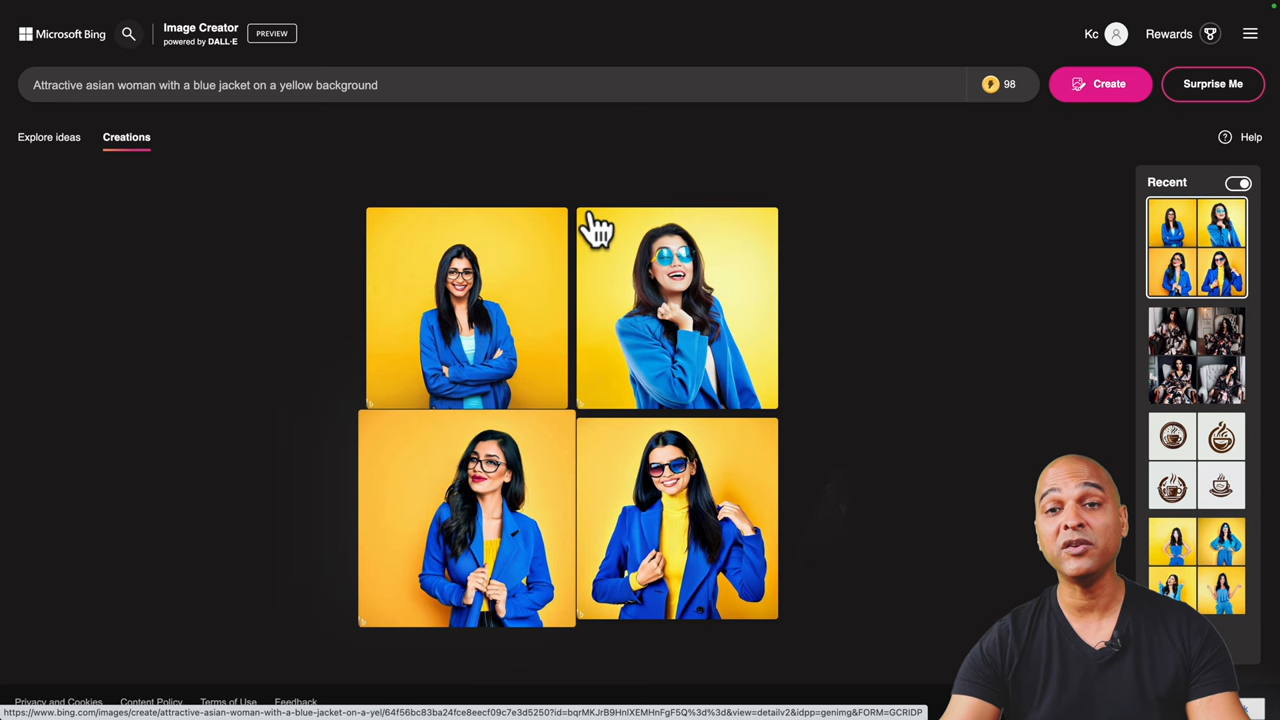 Microsoft Bing
Image Creator
powered by DALL·E
PREVIEW
Kc
Rewards
Attractive asian woman with a blue jacket on a yellow background
98
Create
Surprise Me
Explore ideas
Creations
Help
Recent
Privacy and Cookies
Content Policy
Terms of Use
Feedback
https://www.bing.com/images/create/attractive-asian-woman-with-a-blue-jacket-on-a-yel/64f56bc83ba24fce8eecf09c7e3d5250?id=bqrMKJrB9HnlXEMHnFgF5Q%3d%3d&view=detailv2&idpp=genimg&FORM=GCRIDP